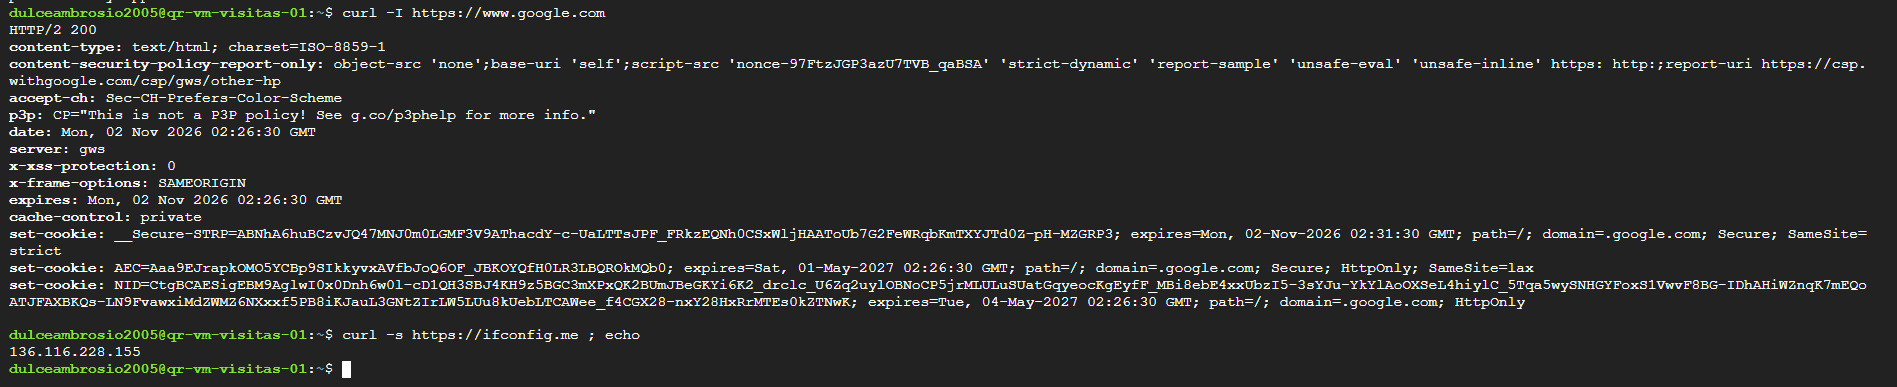 dulceambrosio2005@qr-vm-visitas-01:~$ curl -I https://www.google.com
HTTP/2 200
content-type: text/html; charset=ISO-8859-1
content-security-policy-report-only: object-src 'none';base-uri 'self';script-src 'nonce-97FtzJGP3azU7TVB_qaBSA' 'strict-dynamic' 'report-sample' 'unsafe-eval' 'unsafe-inline' https: http:;report-uri https://csp.
withgoogle.com/csp/gws/other-hp
accept-ch: Sec-CH-Prefers-Color-Scheme
p3p: CP="This is not a P3P policy! See g.co/p3phelp for more info."
date: Mon, 02 Nov 2026 02:26:30 GMT
server: gws
x-xss-protection: 0
x-frame-options: SAMEORIGIN
expires: Mon, 02 Nov 2026 02:26:30 GMT
cache-control: private
set-cookie: __Secure-STRP=ABNhA6huBCzvJQ47MNJ0m0LGMF3V9AThacdY-c-UaLTTsJPF_FRkzEQNh0CSxWljHAAToUb7G2FeWRqbKmTXYJTd0Z-pH-MZGRP3; expires=Mon, 02-Nov-2026 02:31:30 GMT; path=/; domain=.google.com; Secure; SameSite=
strict
set-cookie: AEC=Aaa9EJrapkOMO5YCBp9SIkkyvxAVfbJoQ6OF_JBKOYQfH0LR3LBQROkMQb0; expires=Sat, 01-May-2027 02:26:30 GMT; path=/; domain=.google.com; Secure; HttpOnly; SameSite=lax
set-cookie: NID=CtgBCAESigEBM9AglwI0x0Dnh6w0l-cD1QH3SBJ4KH9z5BGC3mXPxQK2BUmJBeGKYi6K2_drclc_U6Zq2uylOBNoCP5jrMLULuSUatGqyeocKgEyfF_MBi8ebE4xxUbzI5-3sYJu-YkYlAoOXSeL4hiylC_5Tqa5wySNHGYFoxS1VwvF8BG-IDhAHiWZnqK7mEQo
ATJFAXBKQs-LN9FvawxiMdZWMZ6NXxxf5PB8iKJauL3GNtZIrLW5LUu8kUebLTCAWee_f4CGX28-nxY28HxRrMTEs0kZTNwK; expires=Tue, 04-May-2027 02:26:30 GMT; path=/; domain=.google.com; HttpOnly
dulceambrosio2005@qr-vm-visitas-01:~$ curl -s https://ifconfig.me ; echo
136.116.228.155
dulceambrosio2005@qr-vm-visitas-01:~$